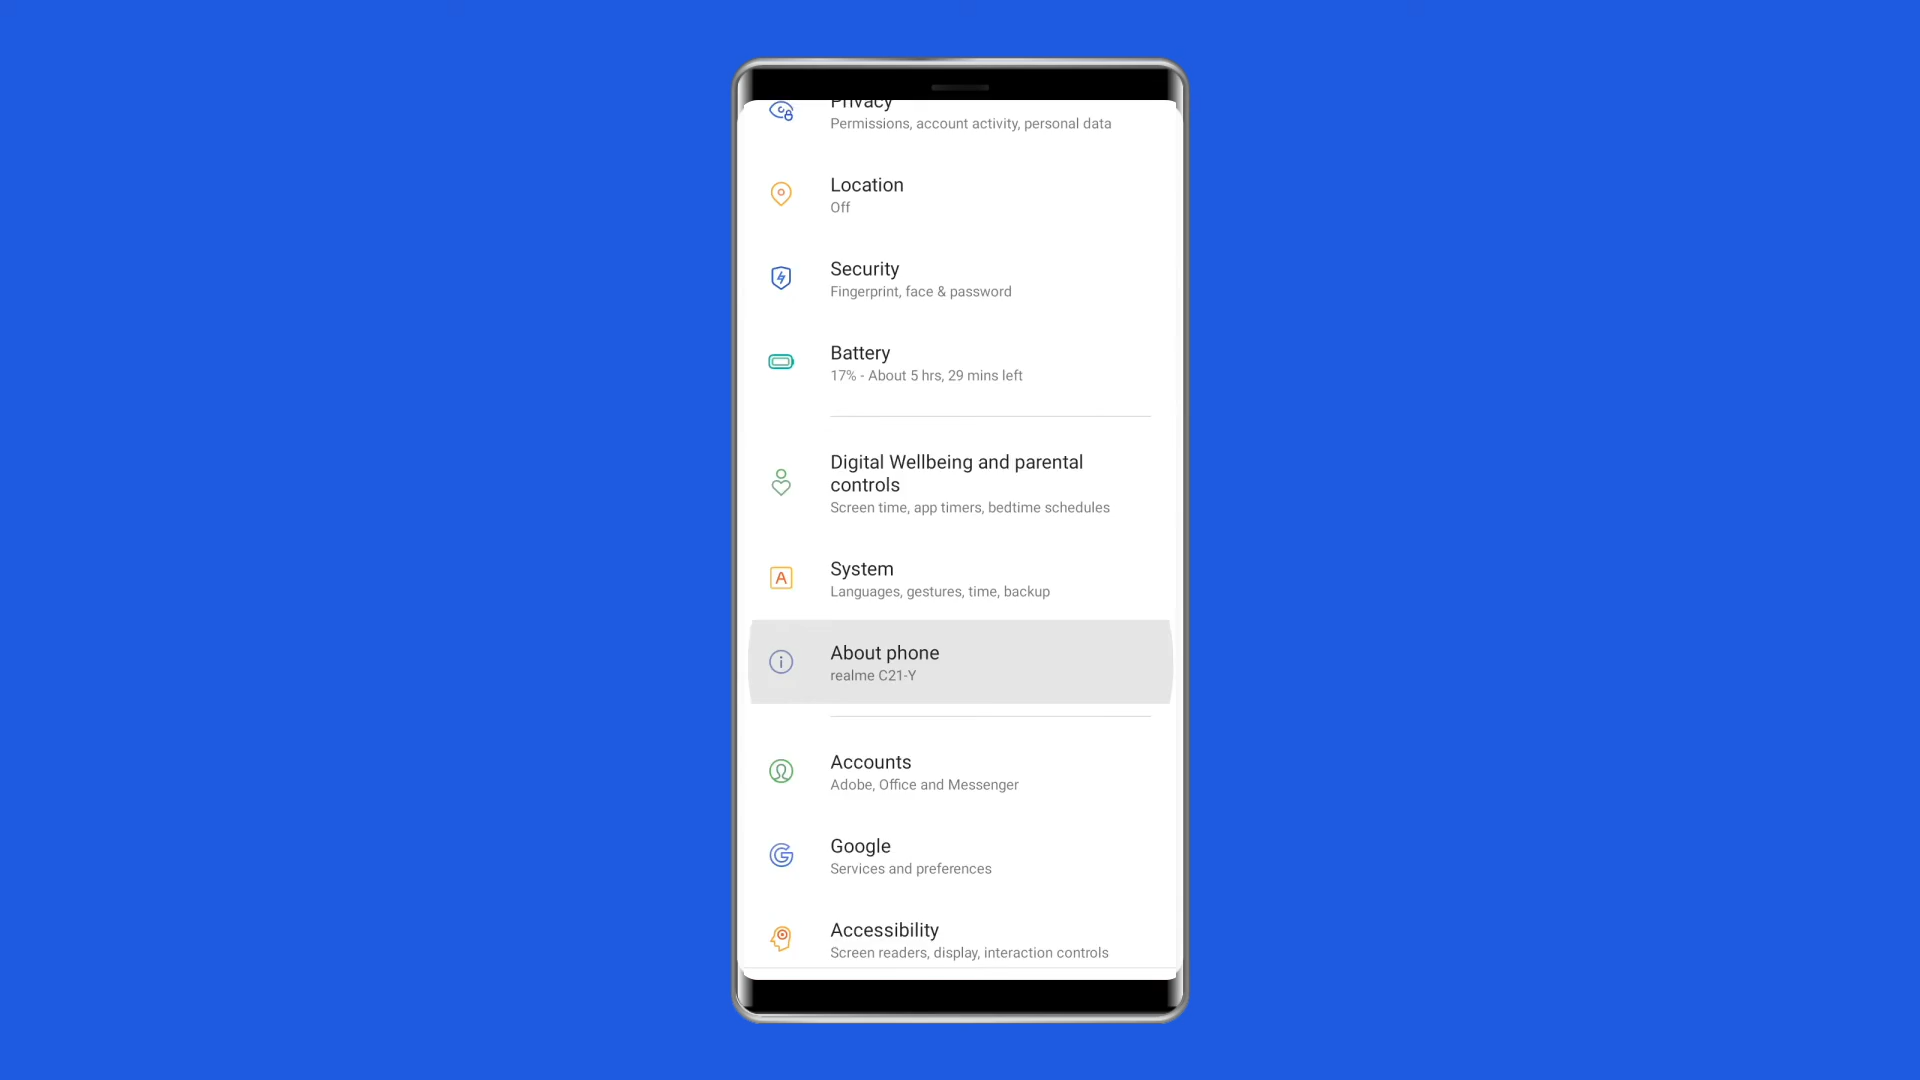 Privacy
Permissions, account activity, personal data
Location
Off
Security
Fingerprint, face & password
Battery
17% - About 5 hrs, 29 mins left
Digital Wellbeing and parental
controls
Screen time, app timers, bedtime schedules
System
Languages, gestures, time, backup
About phone
realme C21-Y
Accounts
Adobe, Office and Messenger
Google
Services and preferences
Accessibility
Screen readers, display, interaction controls